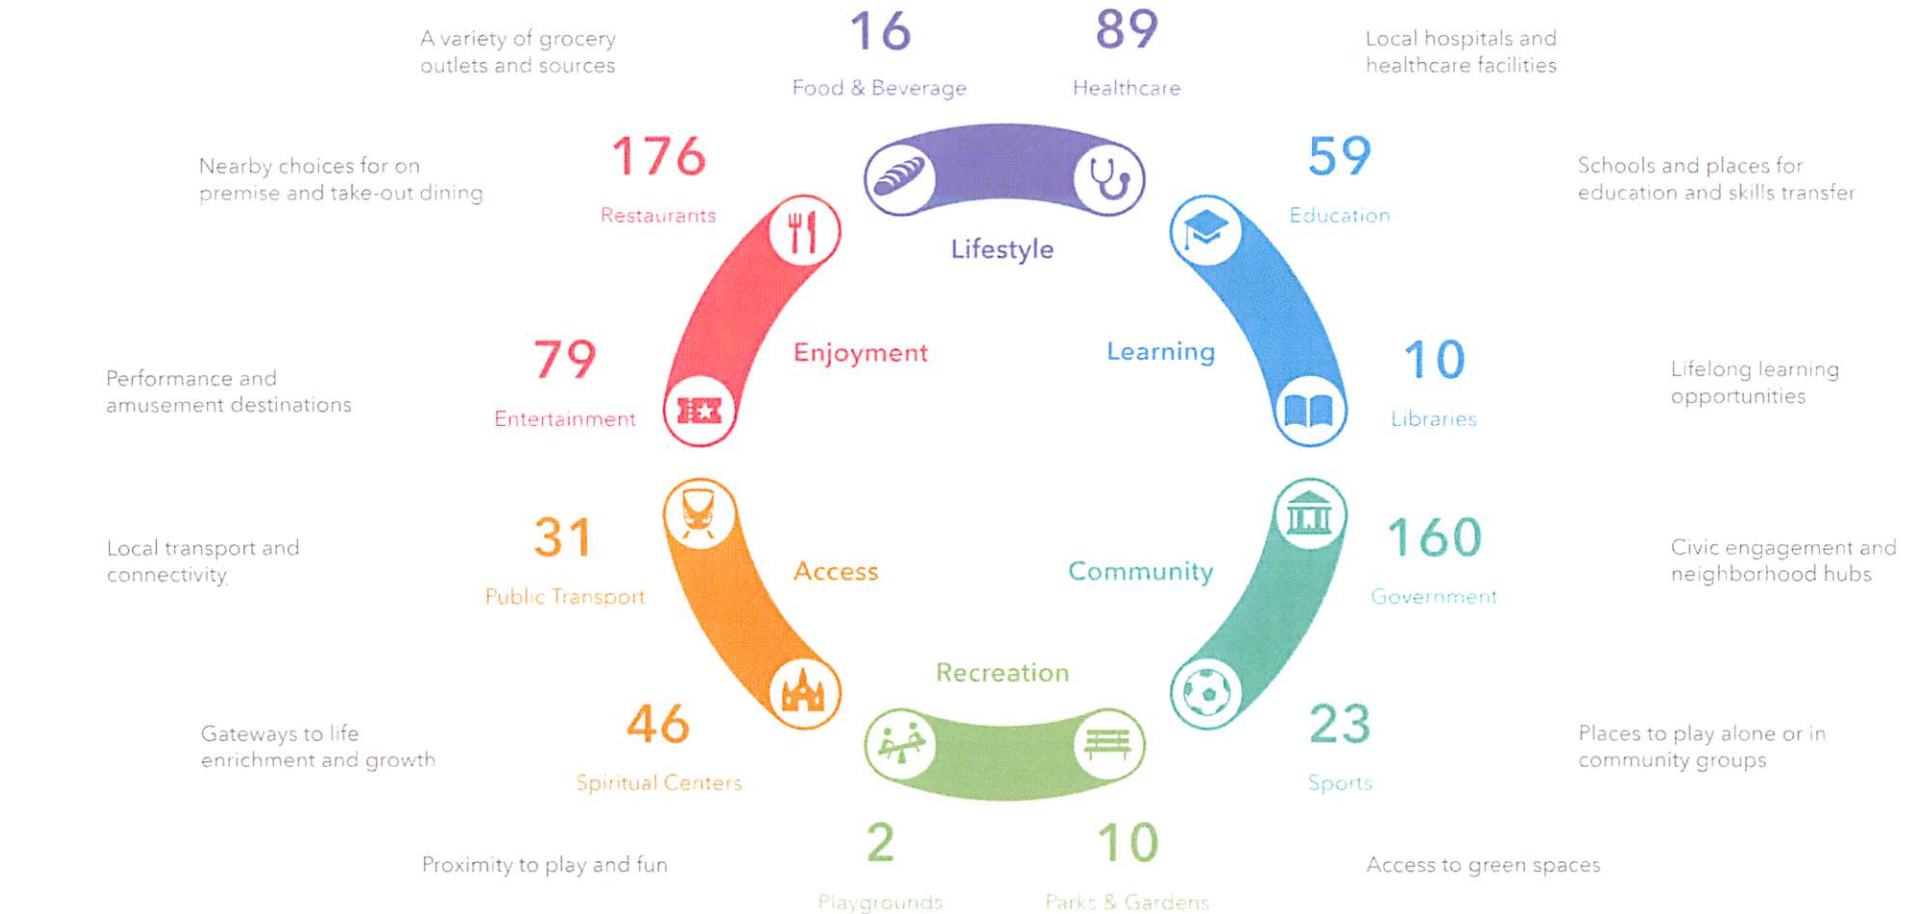 A variety of grocery
outlets and sources
16
Food & Beverage
89
Healthcare
Local hospitals and
healthcare facilities
Nearby choices for on
premise and take-out dining
176
Restaurants
Lifestyle
59
Education
Schools and places for
education and skills transfer
Performance and
amusement destinations
79
Entertainment
Enjoyment
Learning
10
Libraries
Lifelong learning
opportunities
Local transport and
connectivity
31
Public Transport
Access
Community
160
Government
Civic engagement and
neighborhood hubs
Gateways to life
enrichment and growth
46
Spiritual Centers
Recreation
23
Sports
Places to play alone or in
community groups
Proximity to play and fun
2
Playgrounds
10
Parks & Gardens
Access to green spaces